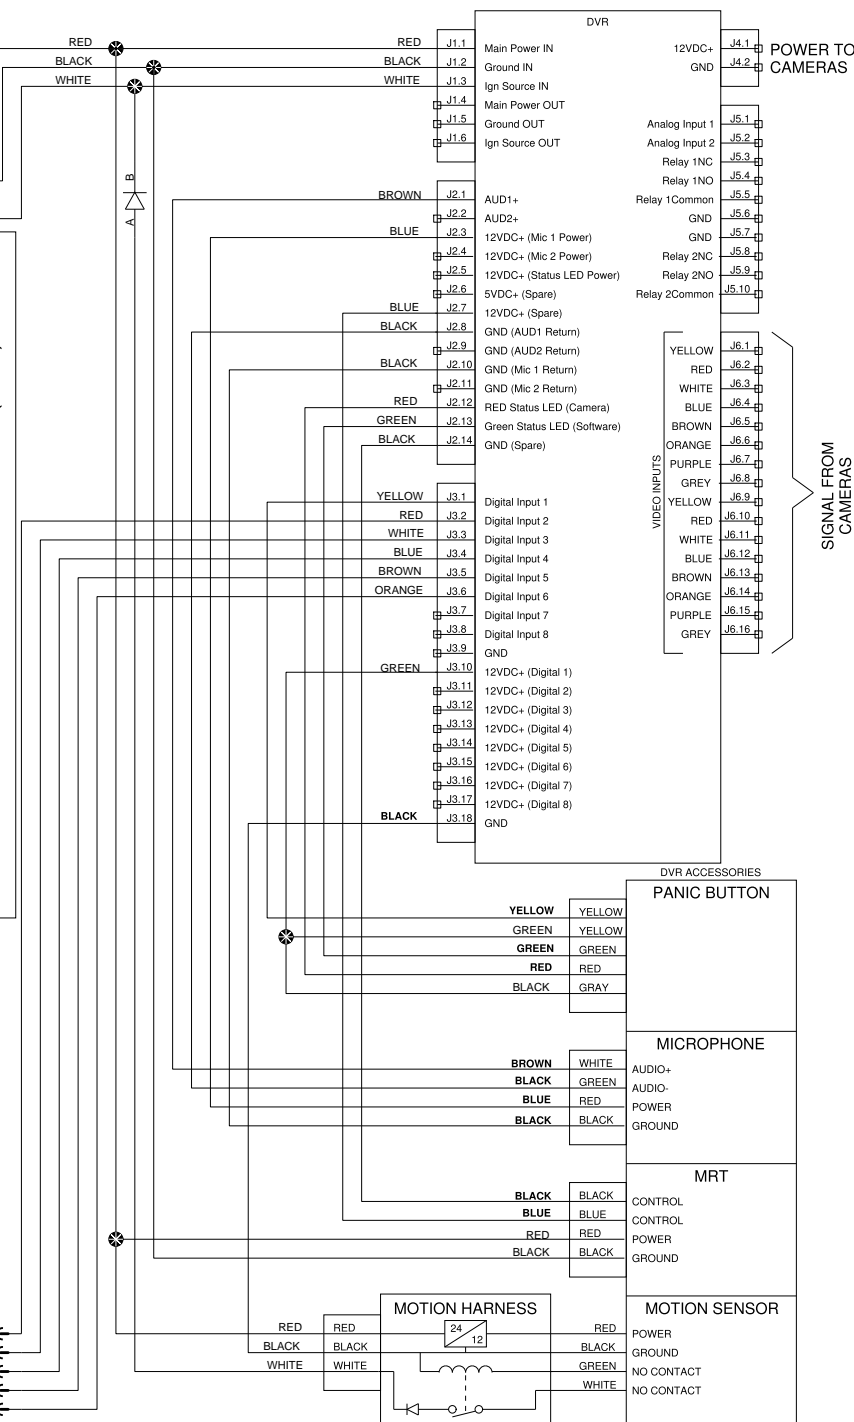 DVR
RED
RED
J1.1
Main Power IN
12VDC+
J4.1
POWER TO
CAMERAS
BLACK
BLACK
J1.2
Ground IN
GND
J4.2
WHITE
WHITE
J1.3
Ign Source IN
J1.4
Main Power OUT
J1.5
Ground OUT
Analog Input 1
J5.1
J1.6
Ign Source OUT
Analog Input 2
J5.2
Relay 1NC
J5.3
B
Relay 1NO
J5.4
BROWN
J2.1
AUD1+
Relay 1Common
J5.5
A
J2.2
AUD2+
GND
J5.6
BLUE
J2.3
12VDC+ (Mic 1 Power)
GND
J5.7
J2.4
12VDC+ (Mic 2 Power)
Relay 2NC
J5.8
J2.5
12VDC+ (Status LED Power)
Relay 2NO
J5.9
J2.6
5VDC+ (Spare)
Relay 2Common
J5.10
BLUE
J2.7
12VDC+ (Spare)
BLACK
J2.8
GND (AUD1 Return)
J2.9
GND (AUD2 Return)
YELLOW
J6.1
BLACK
J2.10
GND (Mic 1 Return)
RED
J6.2
J2.11
GND (Mic 2 Return)
WHITE
J6.3
RED
J2.12
RED Status LED (Camera)
BLUE
J6.4
GREEN
J2.13
Green Status LED (Software)
BROWN
J6.5
BLACK
J2.14
GND (Spare)
ORANGE
J6.6
PURPLE
J6.7
GREY
J6.8
VIDEO INPUTS
SIGNAL FROM
CAMERAS
YELLOW
J3.1
Digital Input 1
YELLOW
J6.9
RED
J3.2
Digital Input 2
RED
J6.10
WHITE
J3.3
Digital Input 3
WHITE
J6.11
BLUE
J3.4
Digital Input 4
BLUE
J6.12
BROWN
J3.5
Digital Input 5
BROWN
J6.13
ORANGE
J3.6
Digital Input 6
ORANGE
J6.14
J3.7
Digital Input 7
PURPLE
J6.15
J3.8
Digital Input 8
GREY
J6.16
J3.9
GND
GREEN
J3.10
12VDC+ (Digital 1)
J3.11
12VDC+ (Digital 2)
J3.12
12VDC+ (Digital 3)
J3.13
12VDC+ (Digital 4)
J3.14
12VDC+ (Digital 5)
J3.15
12VDC+ (Digital 6)
J3.16
12VDC+ (Digital 7)
J3.17
12VDC+ (Digital 8)
BLACK
J3.18
GND
DVR ACCESSORIES
PANIC BUTTON
YELLOW
YELLOW
GREEN
YELLOW
GREEN
GREEN
RED
RED
BLACK
GRAY
MICROPHONE
BROWN
WHITE
AUDIO+
BLACK
GREEN
AUDIO-
BLUE
RED
POWER
BLACK
BLACK
GROUND
MRT
BLACK
BLACK
CONTROL
BLUE
BLUE
CONTROL
RED
RED
POWER
BLACK
BLACK
GROUND
MOTION HARNESS
MOTION SENSOR
RED
RED
24
12
RED
POWER
BLACK
BLACK
BLACK
GROUND
WHITE
WHITE
GREEN
NO CONTACT
WHITE
NO CONTACT